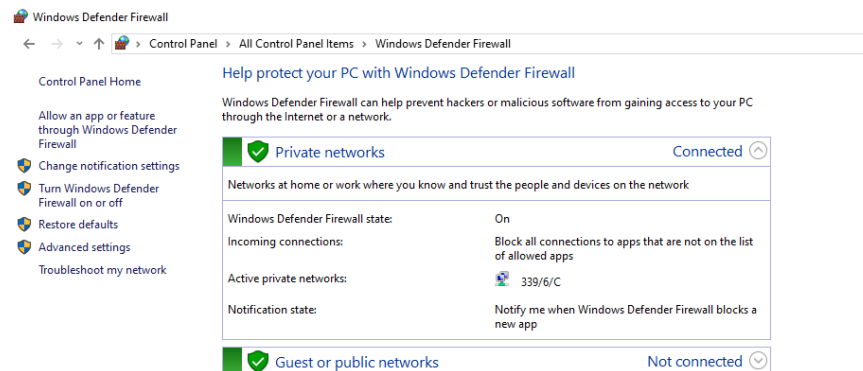 Windows Defender Firewall
Control Panel > All Control Panel Items > Windows Defender Firewall
Control Panel Home
Allow an app or feature
through Windows Defender
Firewall
Change notification settings
Turn Windows Defender
Firewall on or off
Restore defaults
Advanced settings
Troubleshoot my network
Help protect your PC with Windows Defender Firewall
Windows Defender Firewall can help prevent hackers or malicious software from gaining access to your PC
through the Internet or a network.
Private networks Connected
Networks at home or work where you know and trust the people and devices on the network
Windows Defender Firewall state: On
Incoming connections: Block all connections to apps that are not on the list
of allowed apps
Active private networks: 339/6/C
Notification state: Notify me when Windows Defender Firewall blocks a
new app
Guest or public networks Not connected